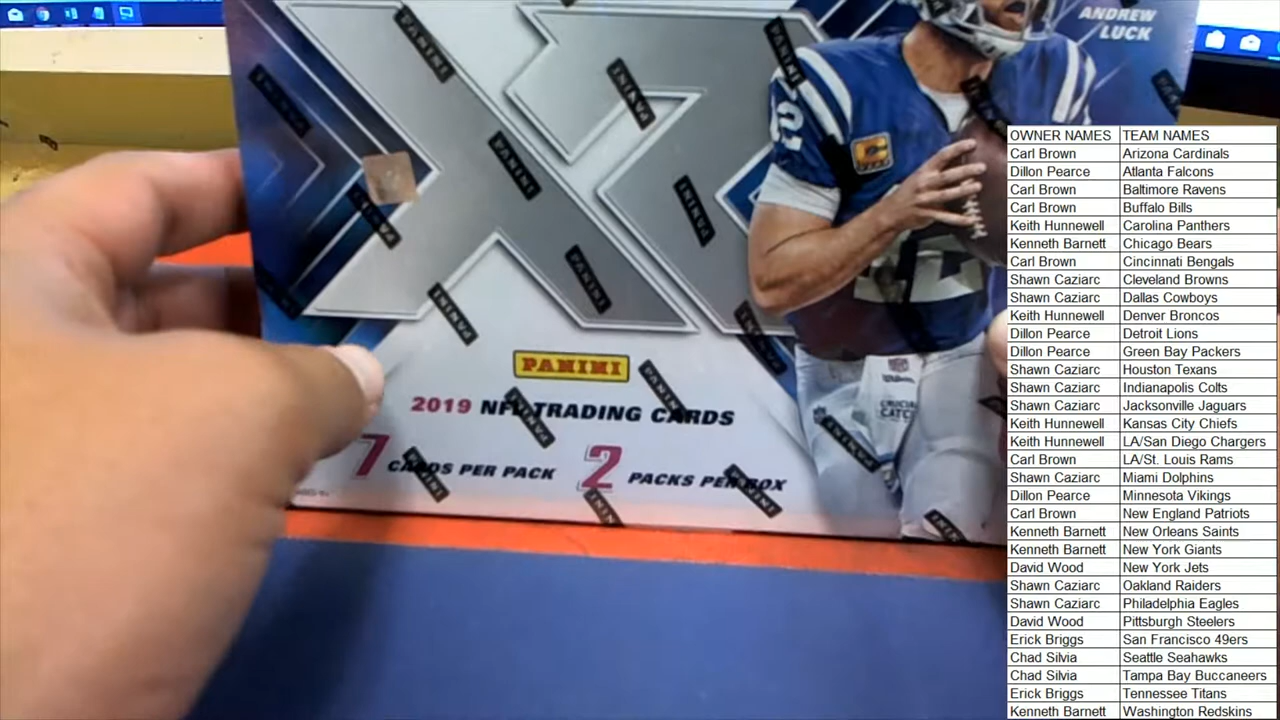 ANDREW
LUCK
XR
PANINI
2019 NFL TRADING CARDS
7 CARDS PER PACK 2 PACKS PER BOX
NFL
Wilson
CRUCIAL
CATCH
OWNER NAMES TEAM NAMES
Carl Brown Arizona Cardinals
Dillon Pearce Atlanta Falcons
Carl Brown Baltimore Ravens
Carl Brown Buffalo Bills
Keith Hunnewell Carolina Panthers
Kenneth Barnett Chicago Bears
Carl Brown Cincinnati Bengals
Shawn Caziarc Cleveland Browns
Shawn Caziarc Dallas Cowboys
Keith Hunnewell Denver Broncos
Dillon Pearce Detroit Lions
Dillon Pearce Green Bay Packers
Shawn Caziarc Houston Texans
Shawn Caziarc Indianapolis Colts
Shawn Caziarc Jacksonville Jaguars
Keith Hunnewell Kansas City Chiefs
Keith Hunnewell LA/San Diego Chargers
Carl Brown LA/St. Louis Rams
Shawn Caziarc Miami Dolphins
Dillon Pearce Minnesota Vikings
Carl Brown New England Patriots
Kenneth Barnett New Orleans Saints
Kenneth Barnett New York Giants
David Wood New York Jets
Shawn Caziarc Oakland Raiders
Shawn Caziarc Philadelphia Eagles
David Wood Pittsburgh Steelers
Erick Briggs San Francisco 49ers
Chad Silvia Seattle Seahawks
Chad Silvia Tampa Bay Buccaneers
Erick Briggs Tennessee Titans
Kenneth Barnett Washington Redskins